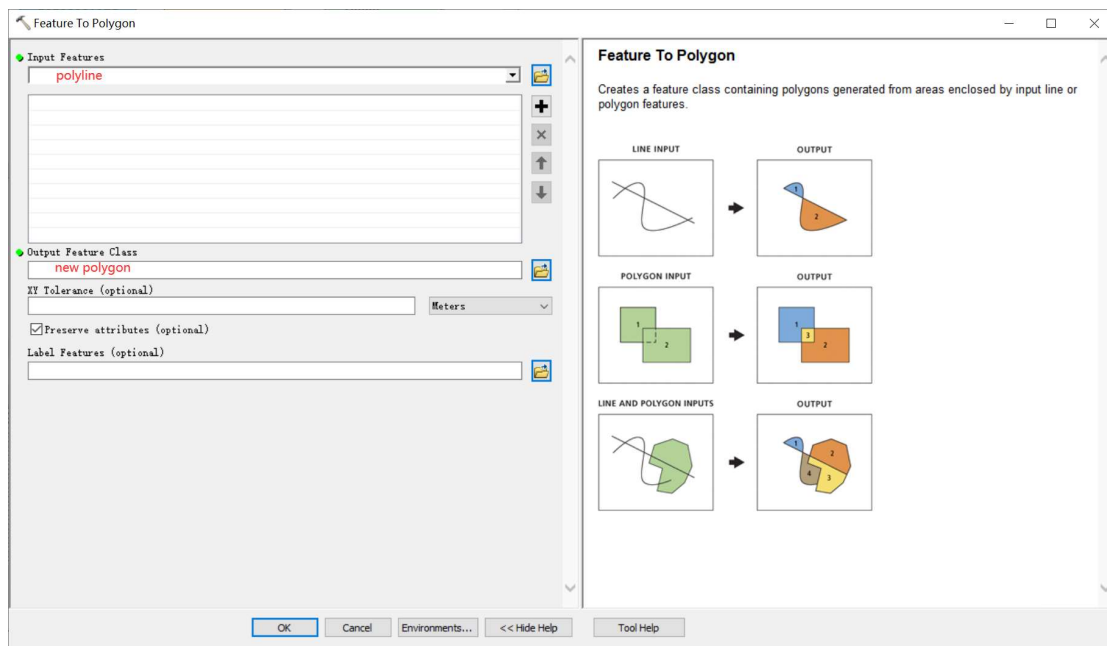 Feature To Polygon
Input Features
polyline
Output Feature Class
new polygon
XY Tolerance (optional)
Meters
Preserve attributes (optional)
Label Features (optional)
OK
Cancel
Environments...
<< Hide Help
Tool Help
Feature To Polygon
Creates a feature class containing polygons generated from areas enclosed by input line or
polygon features.
LINE INPUT
OUTPUT
1
2
POLYGON INPUT
OUTPUT
1
2
1
3
2
LINE AND POLYGON INPUTS
OUTPUT
1
2
4
3